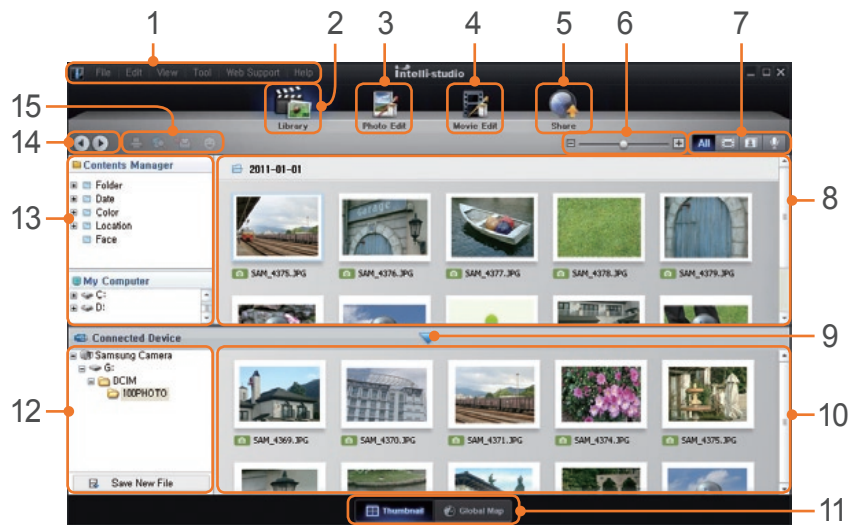 1 2 3 4 5 6 7
File Edit View Tool Web Support Help
intelli-studio
Library Photo Edit Movie Edit Share
15
14
All
Contents Manager
2011-01-01
Folder
Date
Color
Location
Face
13
8
SAM_4375.JPG SAM_4376.JPG SAM_4377.JPG SAM_4378.JPG SAM_4379.JPG
garage
My Computer
C:
D:
Connected Device
9
Samsung Camera
G:
DCIM
100PHOTO
12
10
SAM_4369.JPG SAM_4370.JPG SAM_4371.JPG SAM_4374.JPG SAM_4375.JPG
Save New File
Thumbnail Global Map
11